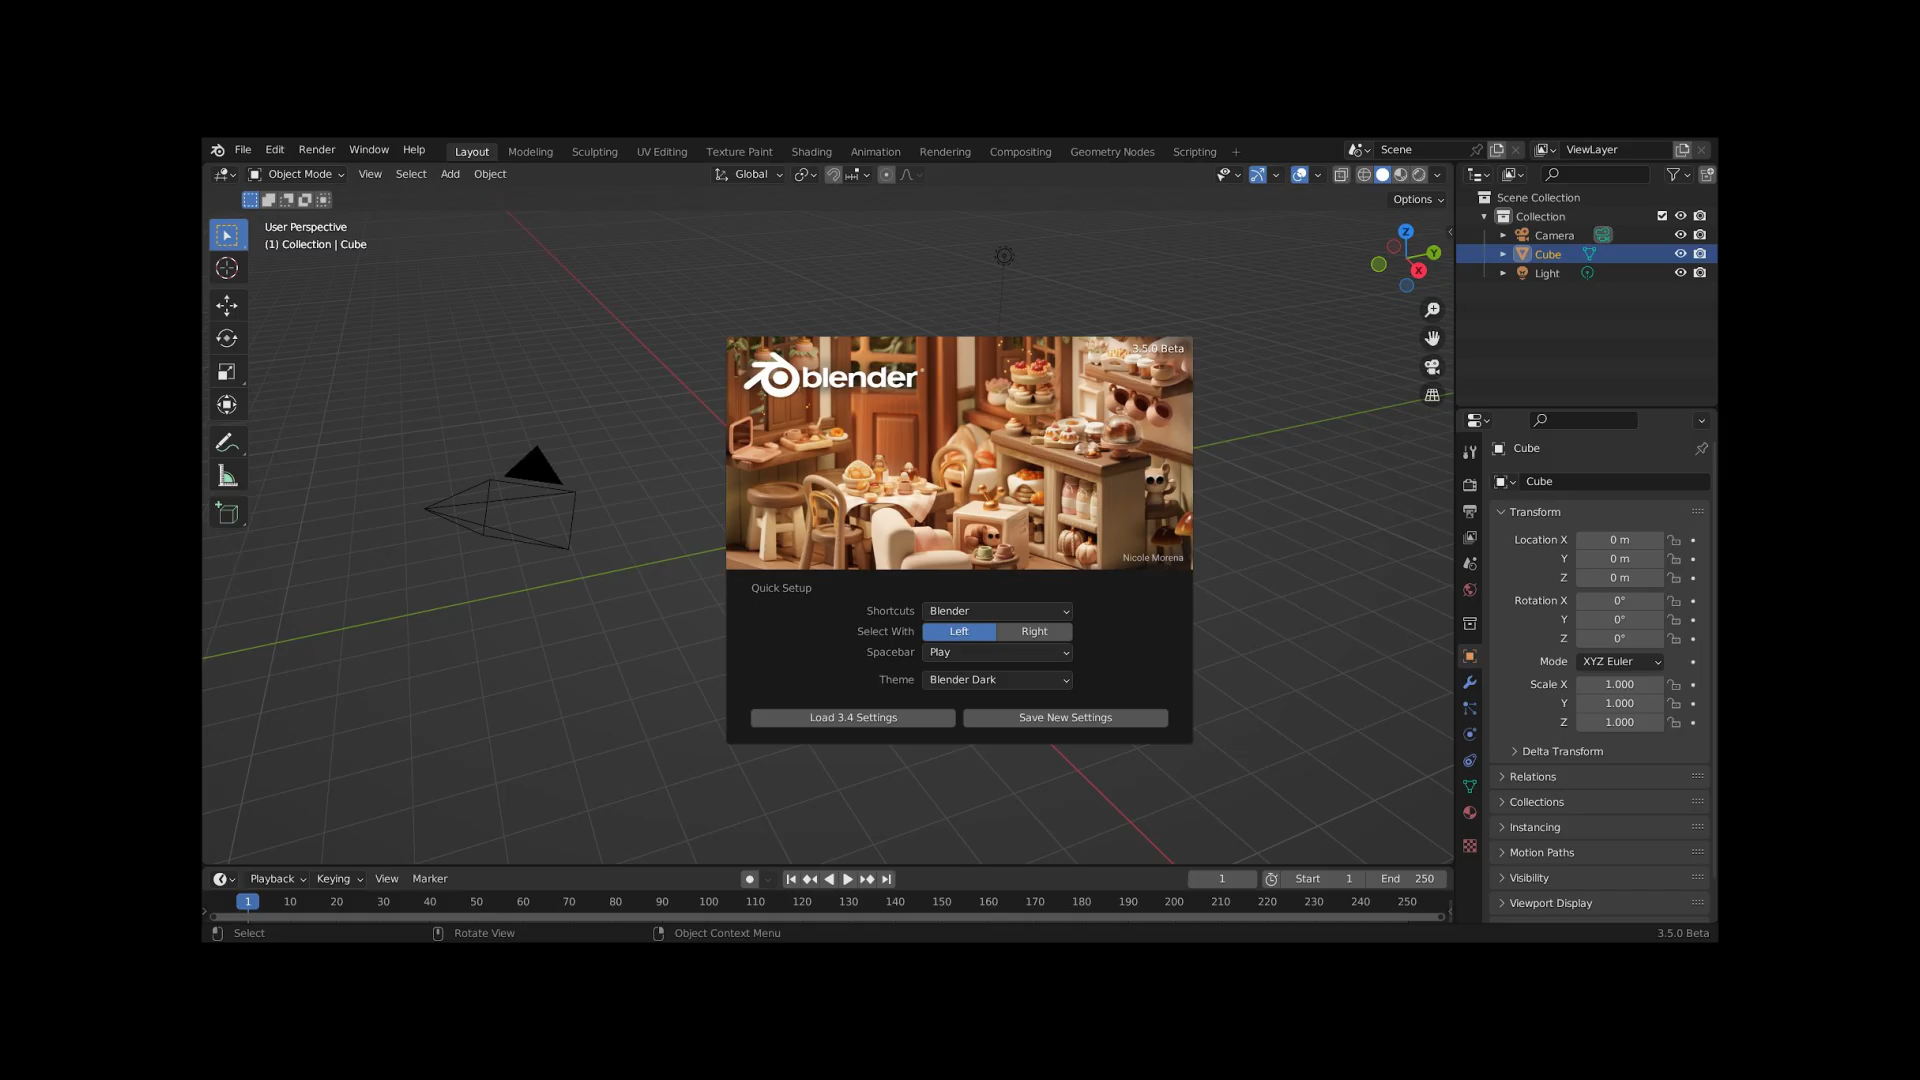 File Edit Render Window Help Layout Modeling Sculpting UV Editing Texture Paint Shading Animation Rendering Compositing Geometry Nodes Scripting + Scene ViewLayer
Object Mode View Select Add Object Global
Options
User Perspective
(1) Collection | Cube
Z
Y
X
Scene Collection
Collection
Camera
Cube
Light
3.5.0 Beta
blender
Nicole Morena
Quick Setup
Shortcuts Blender
Select With Left Right
Spacebar Play
Theme Blender Dark
Load 3.4 Settings Save New Settings
Cube
Cube
Transform
Location X 0 m
Y 0 m
Z 0 m
Rotation X 0°
Y 0°
Z 0°
Mode XYZ Euler
Scale X 1.000
Y 1.000
Z 1.000
Delta Transform
Relations
Collections
Instancing
Motion Paths
Visibility
Viewport Display
Playback Keying View Marker 1 Start 1 End 250
1 10 20 30 40 50 60 70 80 90 100 110 120 130 140 150 160 170 180 190 200 210 220 230 240 250
Select Rotate View Object Context Menu 3.5.0 Beta